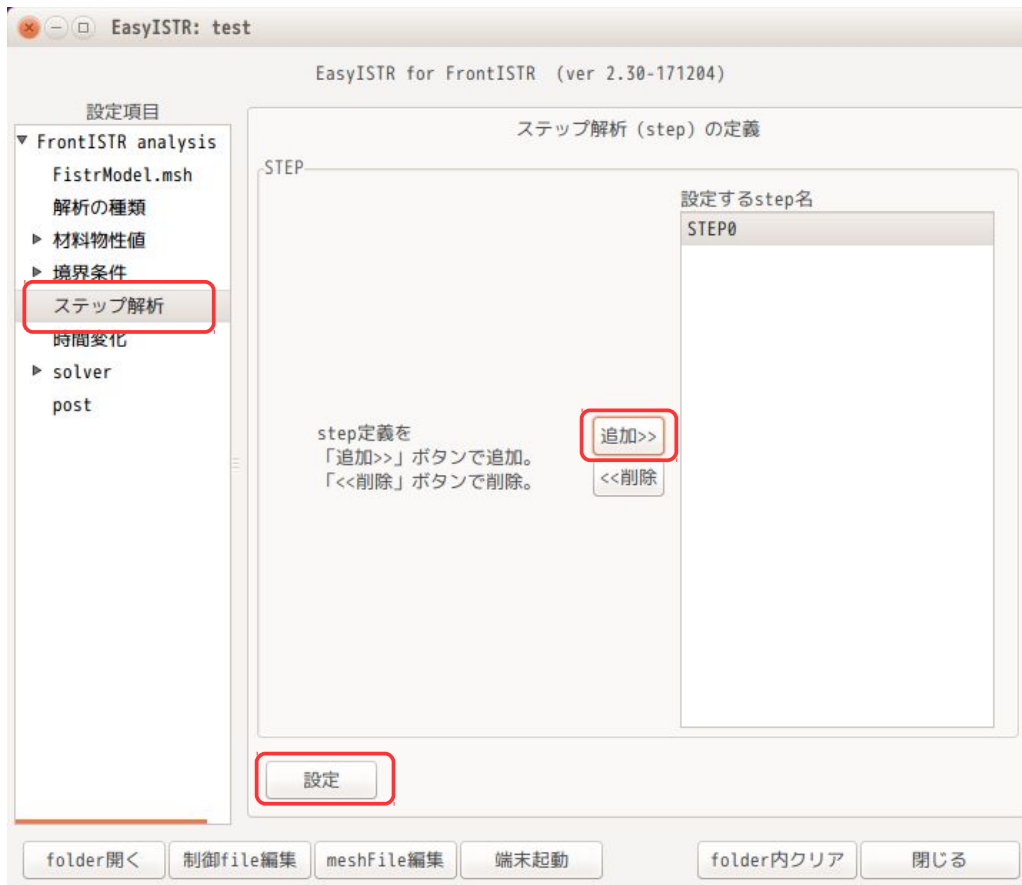 EasyISTR: test
EasyISTR for FrontISTR (ver 2.30-171204)
設定項目
FrontISTR analysis
FistrModel.msh
解析の種類
材料物性値
境界条件
ステップ解析
時間変化
solver
post
ステップ解析 (step) の定義
STEP
設定するstep名
STEP0
step定義を
「追加>>」ボタンで追加。
「<<削除」ボタンで削除。
追加>>
<<削除
設定
folder開く
制御file編集
meshFile編集
端末起動
folder内クリア
閉じる